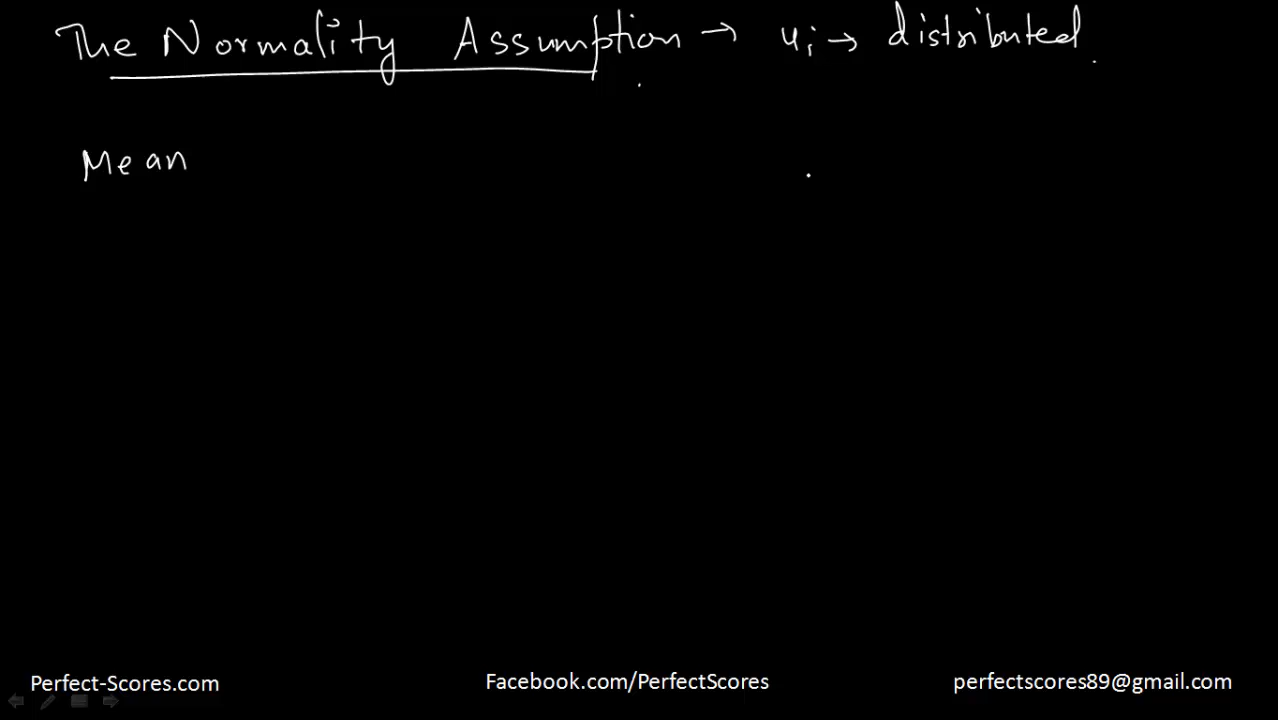 The Normality Assumption → ui → distributed
Mean
Perfect-Scores.com
Facebook.com/PerfectScores
perfectscores89@gmail.com